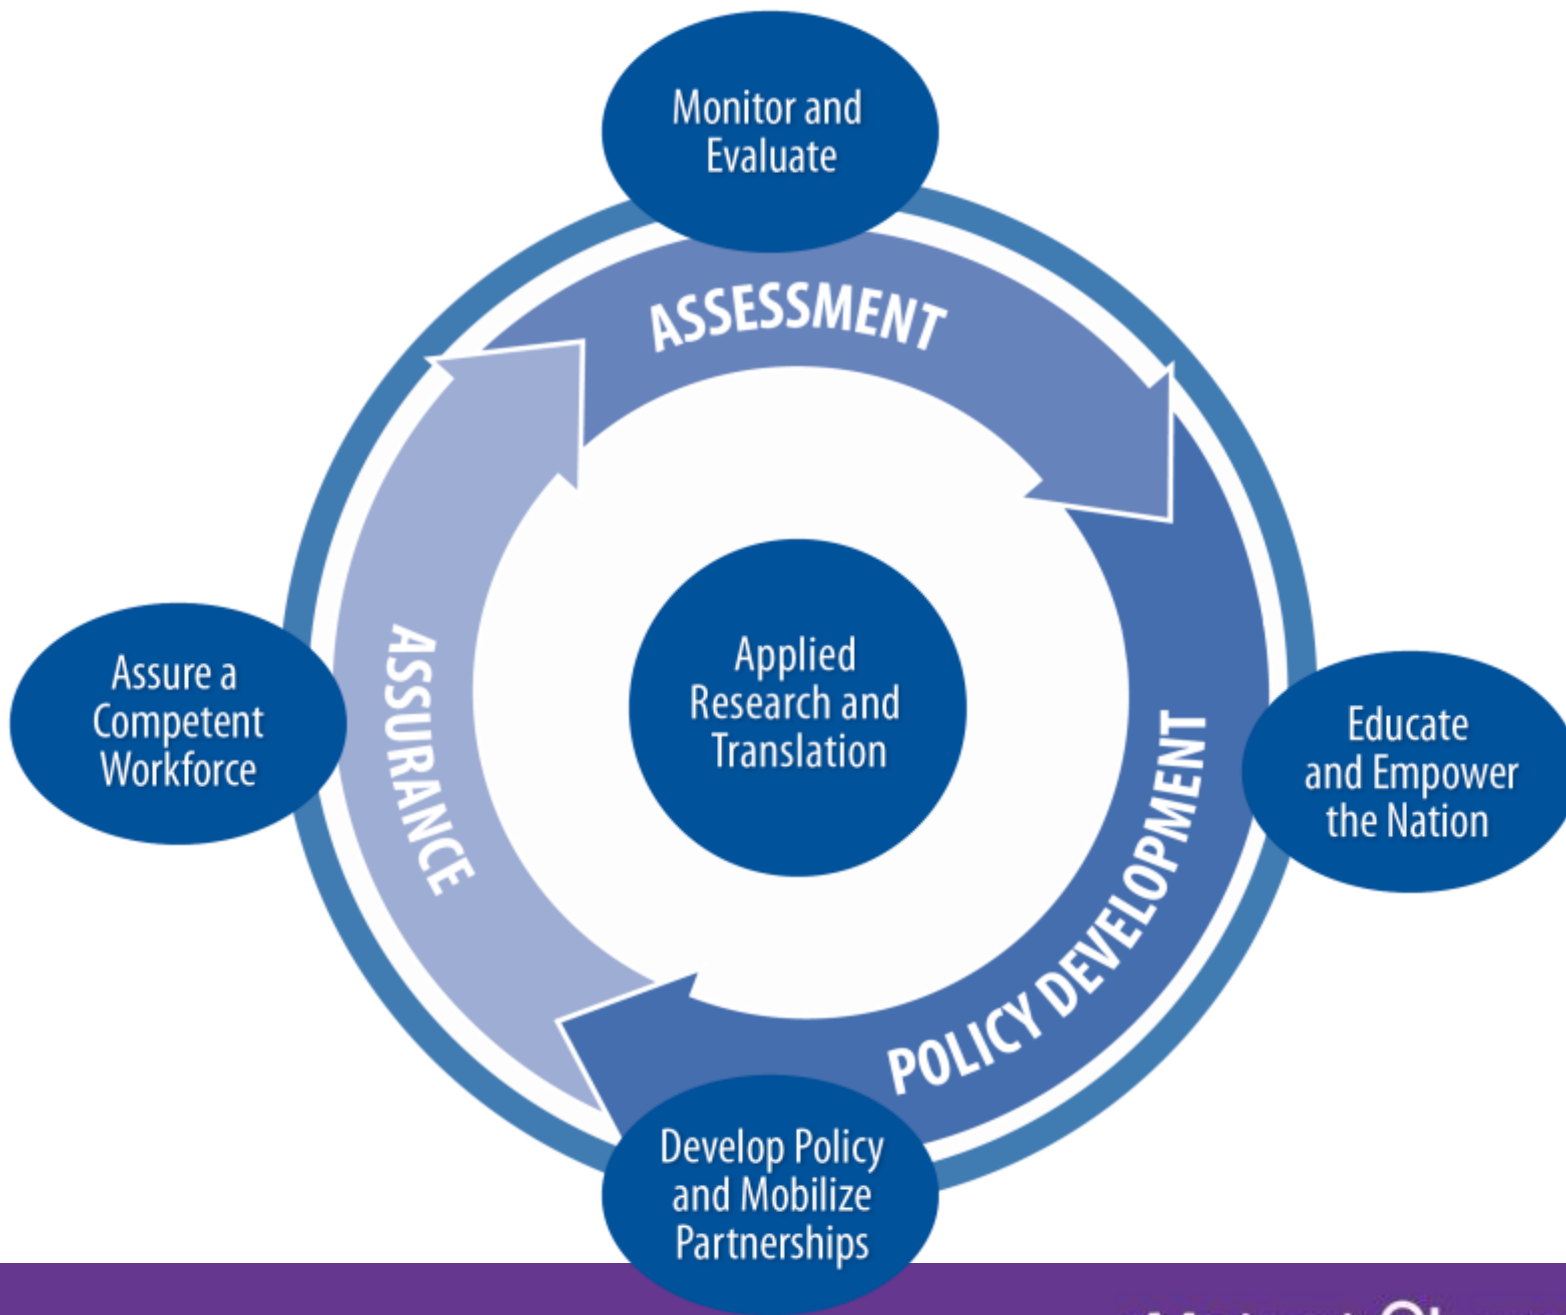 Monitor and
Evaluate
ASSESSMENT
Applied
Research and
Translation
ASSURANCE
Assure a
Competent
Workforce
Educate
and Empower
the Nation
POLICY DEVELOPMENT
Develop Policy
and Mobilize
Partnerships